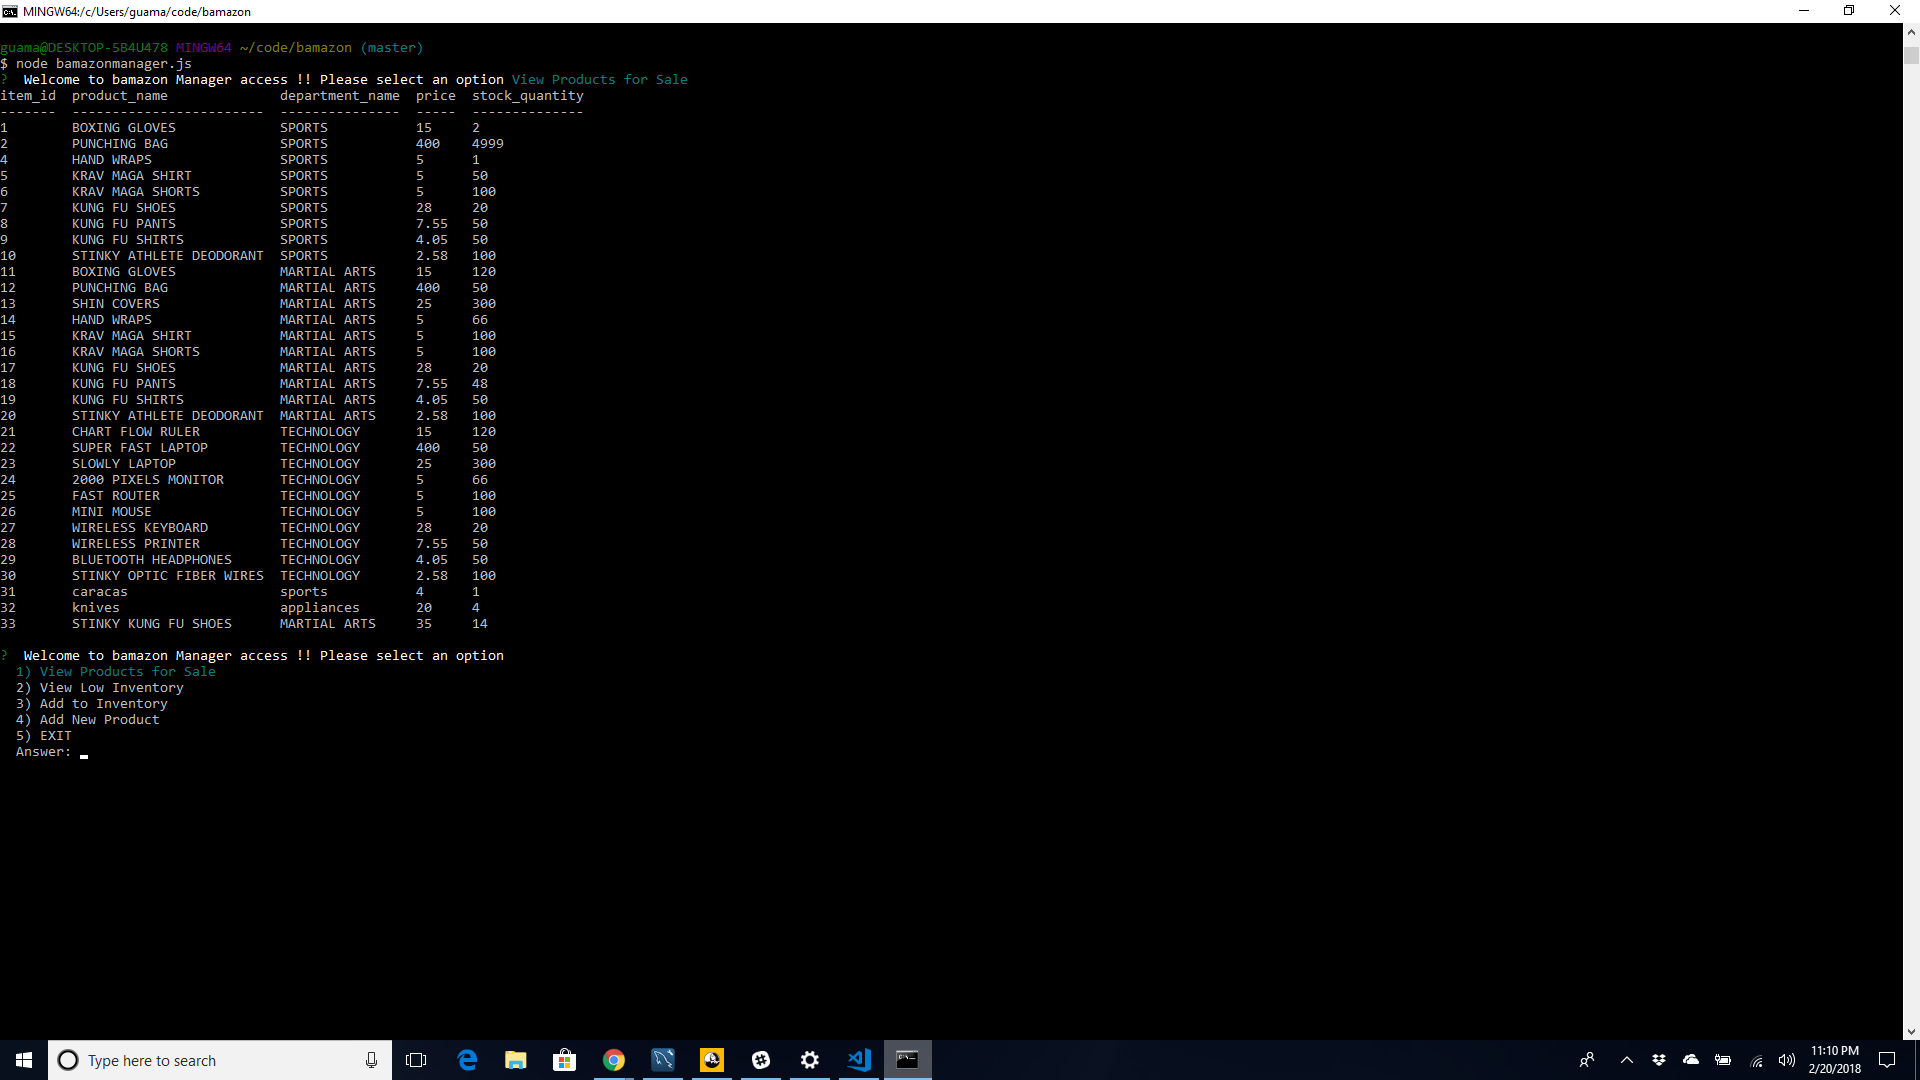 MINGW64:/c/Users/guama/code/bamazon
guama@DESKTOP-5B4U478 MINGW64 ~/code/bamazon (master)
$ node bamazonmanager.js
?  Welcome to bamazon Manager access !! Please select an option View Products for Sale
item_id  product_name              department_name  price  stock_quantity
-------  ------------------------  ---------------  -----  --------------
1        BOXING GLOVES             SPORTS           15     2
2        PUNCHING BAG              SPORTS           400    4999
4        HAND WRAPS                SPORTS           5      1
5        KRAV MAGA SHIRT           SPORTS           5      50
6        KRAV MAGA SHORTS          SPORTS           5      100
7        KUNG FU SHOES             SPORTS           28     20
8        KUNG FU PANTS             SPORTS           7.55   50
9        KUNG FU SHIRTS            SPORTS           4.05   50
10       STINKY ATHLETE DEODORANT  SPORTS           2.58   100
11       BOXING GLOVES             MARTIAL ARTS     15     120
12       PUNCHING BAG              MARTIAL ARTS     400    50
13       SHIN COVERS               MARTIAL ARTS     25     300
14       HAND WRAPS                MARTIAL ARTS     5      66
15       KRAV MAGA SHIRT           MARTIAL ARTS     5      100
16       KRAV MAGA SHORTS          MARTIAL ARTS     5      100
17       KUNG FU SHOES             MARTIAL ARTS     28     20
18       KUNG FU PANTS             MARTIAL ARTS     7.55   48
19       KUNG FU SHIRTS            MARTIAL ARTS     4.05   50
20       STINKY ATHLETE DEODORANT  MARTIAL ARTS     2.58   100
21       CHART FLOW RULER          TECHNOLOGY       15     120
22       SUPER FAST LAPTOP         TECHNOLOGY       400    50
23       SLOWLY LAPTOP             TECHNOLOGY       25     300
24       2000 PIXELS MONITOR       TECHNOLOGY       5      66
25       FAST ROUTER               TECHNOLOGY       5      100
26       MINI MOUSE                TECHNOLOGY       5      100
27       WIRELESS KEYBOARD         TECHNOLOGY       28     20
28       WIRELESS PRINTER          TECHNOLOGY       7.55   50
29       BLUETOOTH HEADPHONES      TECHNOLOGY       4.05   50
30       STINKY OPTIC FIBER WIRES  TECHNOLOGY       2.58   100
31       caracas                   sports           4      1
32       knives                    appliances       20     4
33       STINKY KUNG FU SHOES      MARTIAL ARTS     35     14
?  Welcome to bamazon Manager access !! Please select an option
1) View Products for Sale
2) View Low Inventory
3) Add to Inventory
4) Add New Product
5) EXIT
Answer:
Type here to search
11:10 PM
2/20/2018